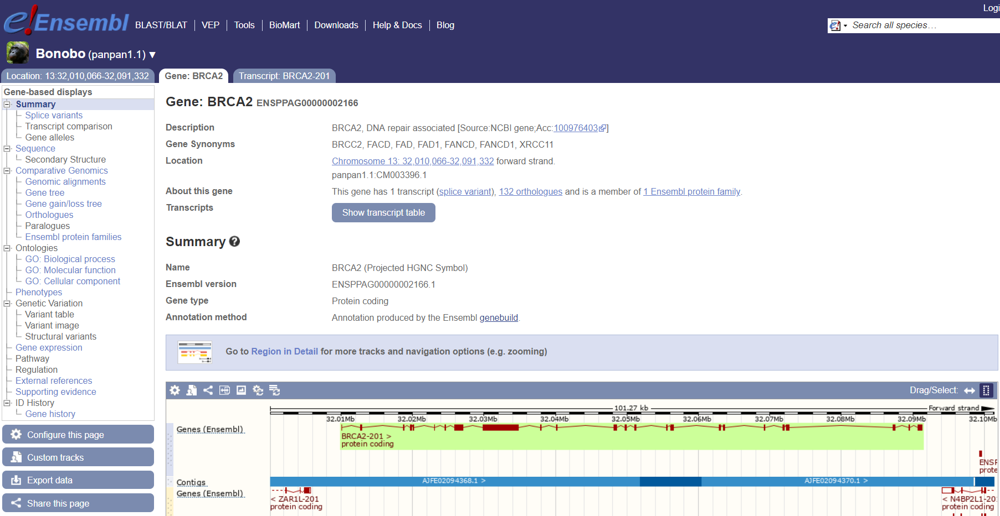 Logi
e!Ensembl BLAST/BLAT VEP Tools BioMart Downloads Help & Docs Blog
Search all species…
Bonobo (panpan1.1) ▼
Location: 13:32,010,066-32,091,332
Gene: BRCA2
Transcript: BRCA2-201
Gene-based displays
Summary
Splice variants
Transcript comparison
Gene alleles
Sequence
Secondary Structure
Comparative Genomics
Genomic alignments
Gene tree
Gene gain/loss tree
Orthologues
Paralogues
Ensembl protein families
Ontologies
GO: Biological process
GO: Molecular function
GO: Cellular component
Phenotypes
Genetic Variation
Variant table
Variant image
Structural variants
Gene expression
Pathway
Regulation
External references
Supporting evidence
ID History
Gene history
Configure this page
Custom tracks
Export data
Share this page
Gene: BRCA2 ENSPPAG00000002166
Description BRCA2, DNA repair associated [Source:NCBI gene;Acc:100976403]
Gene Synonyms BRCC2, FACD, FAD, FAD1, FANCD, FANCD1, XRCC11
Location Chromosome 13: 32,010,066-32,091,332 forward strand.
panpan1.1:CM003396.1
About this gene This gene has 1 transcript (splice variant), 132 orthologues and is a member of 1 Ensembl protein family.
Transcripts Show transcript table
Summary ?
Name BRCA2 (Projected HGNC Symbol)
Ensembl version ENSPPAG00000002166.1
Gene type Protein coding
Annotation method Annotation produced by the Ensembl genebuild.
Go to Region in Detail for more tracks and navigation options (e.g. zooming)
Drag/Select:
101.27 kb Forward strand
32.01Mb 32.02Mb 32.03Mb 32.04Mb 32.05Mb 32.06Mb 32.07Mb 32.08Mb 32.09Mb 32.10Mb
Genes (Ensembl)
BRCA2-201 >
protein coding
ENSP
prote
Contigs AJFE02094368.1 > AJFE02094370.1 >
Genes (Ensembl)
< ZAR1L-201 < N4BP2L1-20
protein coding protein coding